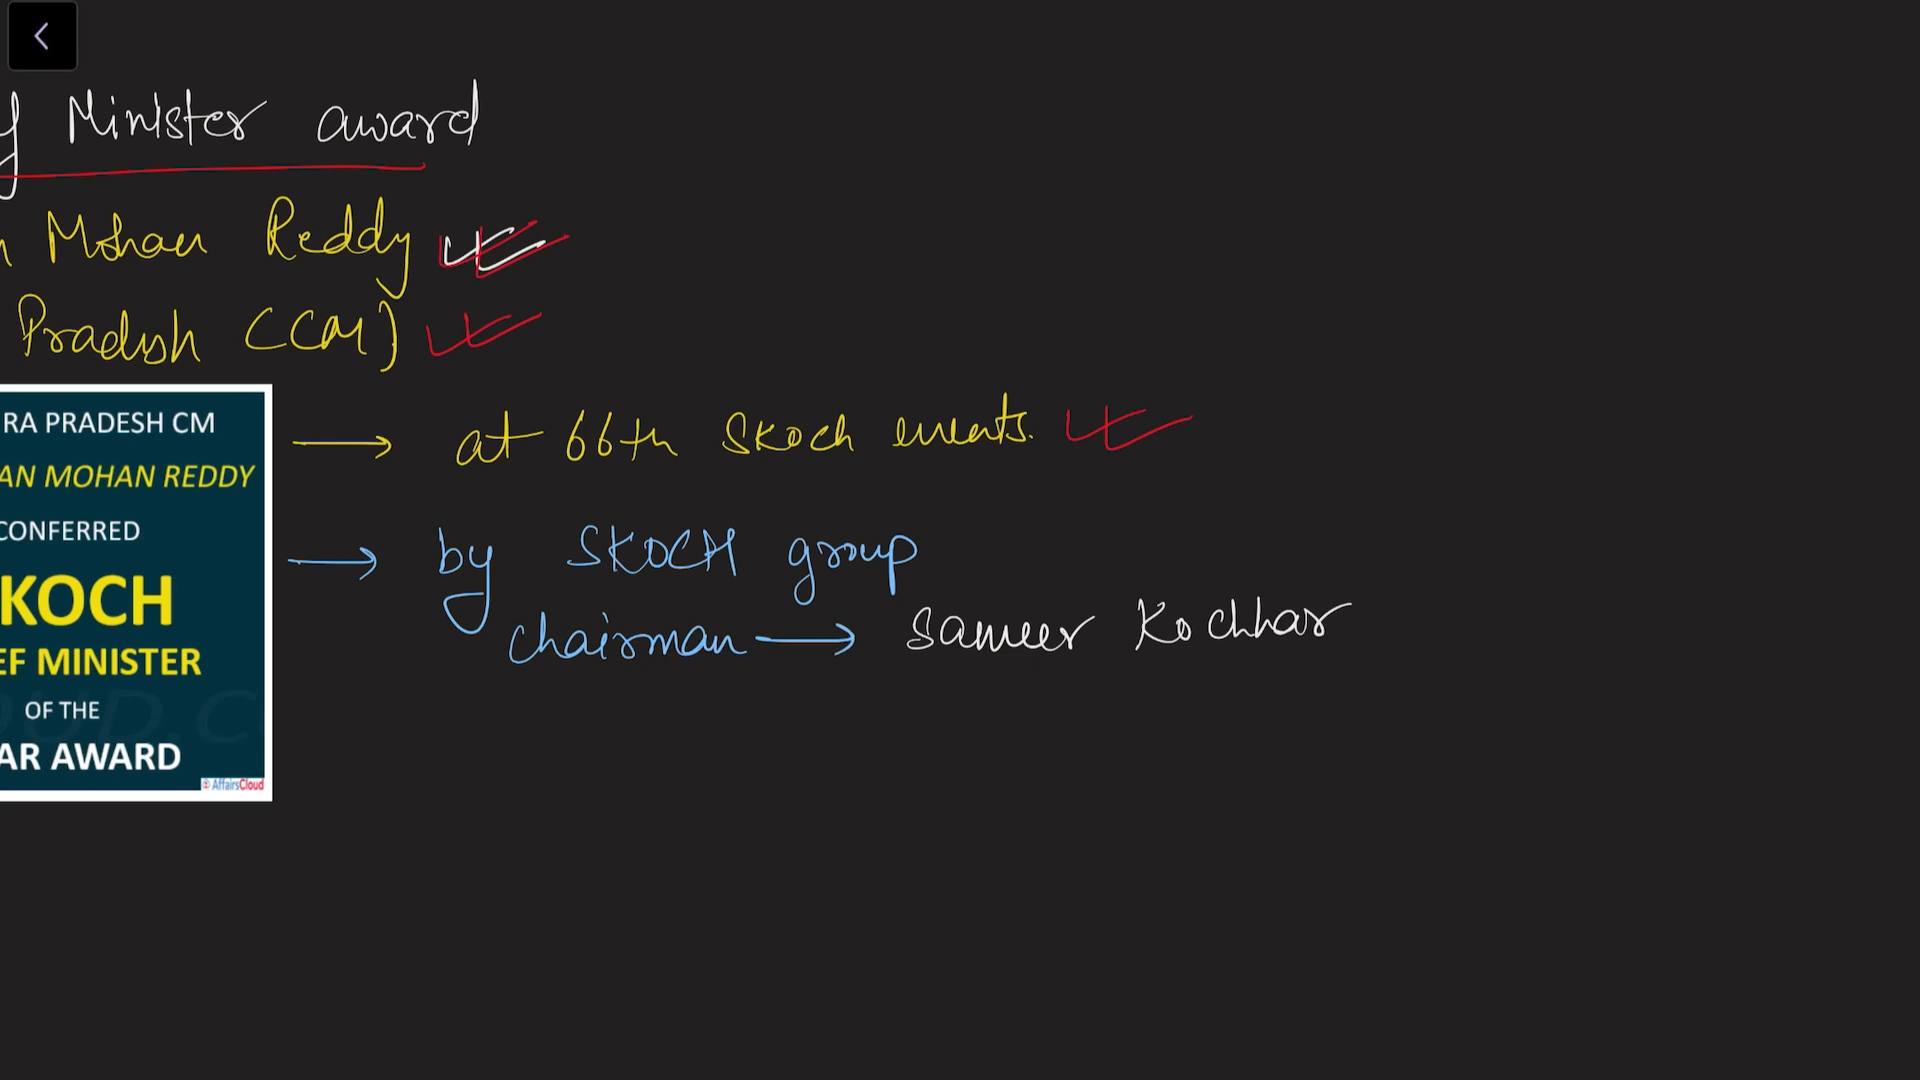 f Minister award
n Mohan Reddy
Pradesh (CM)
RA PRADESH CM
AN MOHAN REDDY
CONFERRED
KOCH
EF MINISTER
OF THE
AR AWARD
AffairsCloud
at 66th Skoch events.
by SKOCH group
chairman → Sameer Kochhar